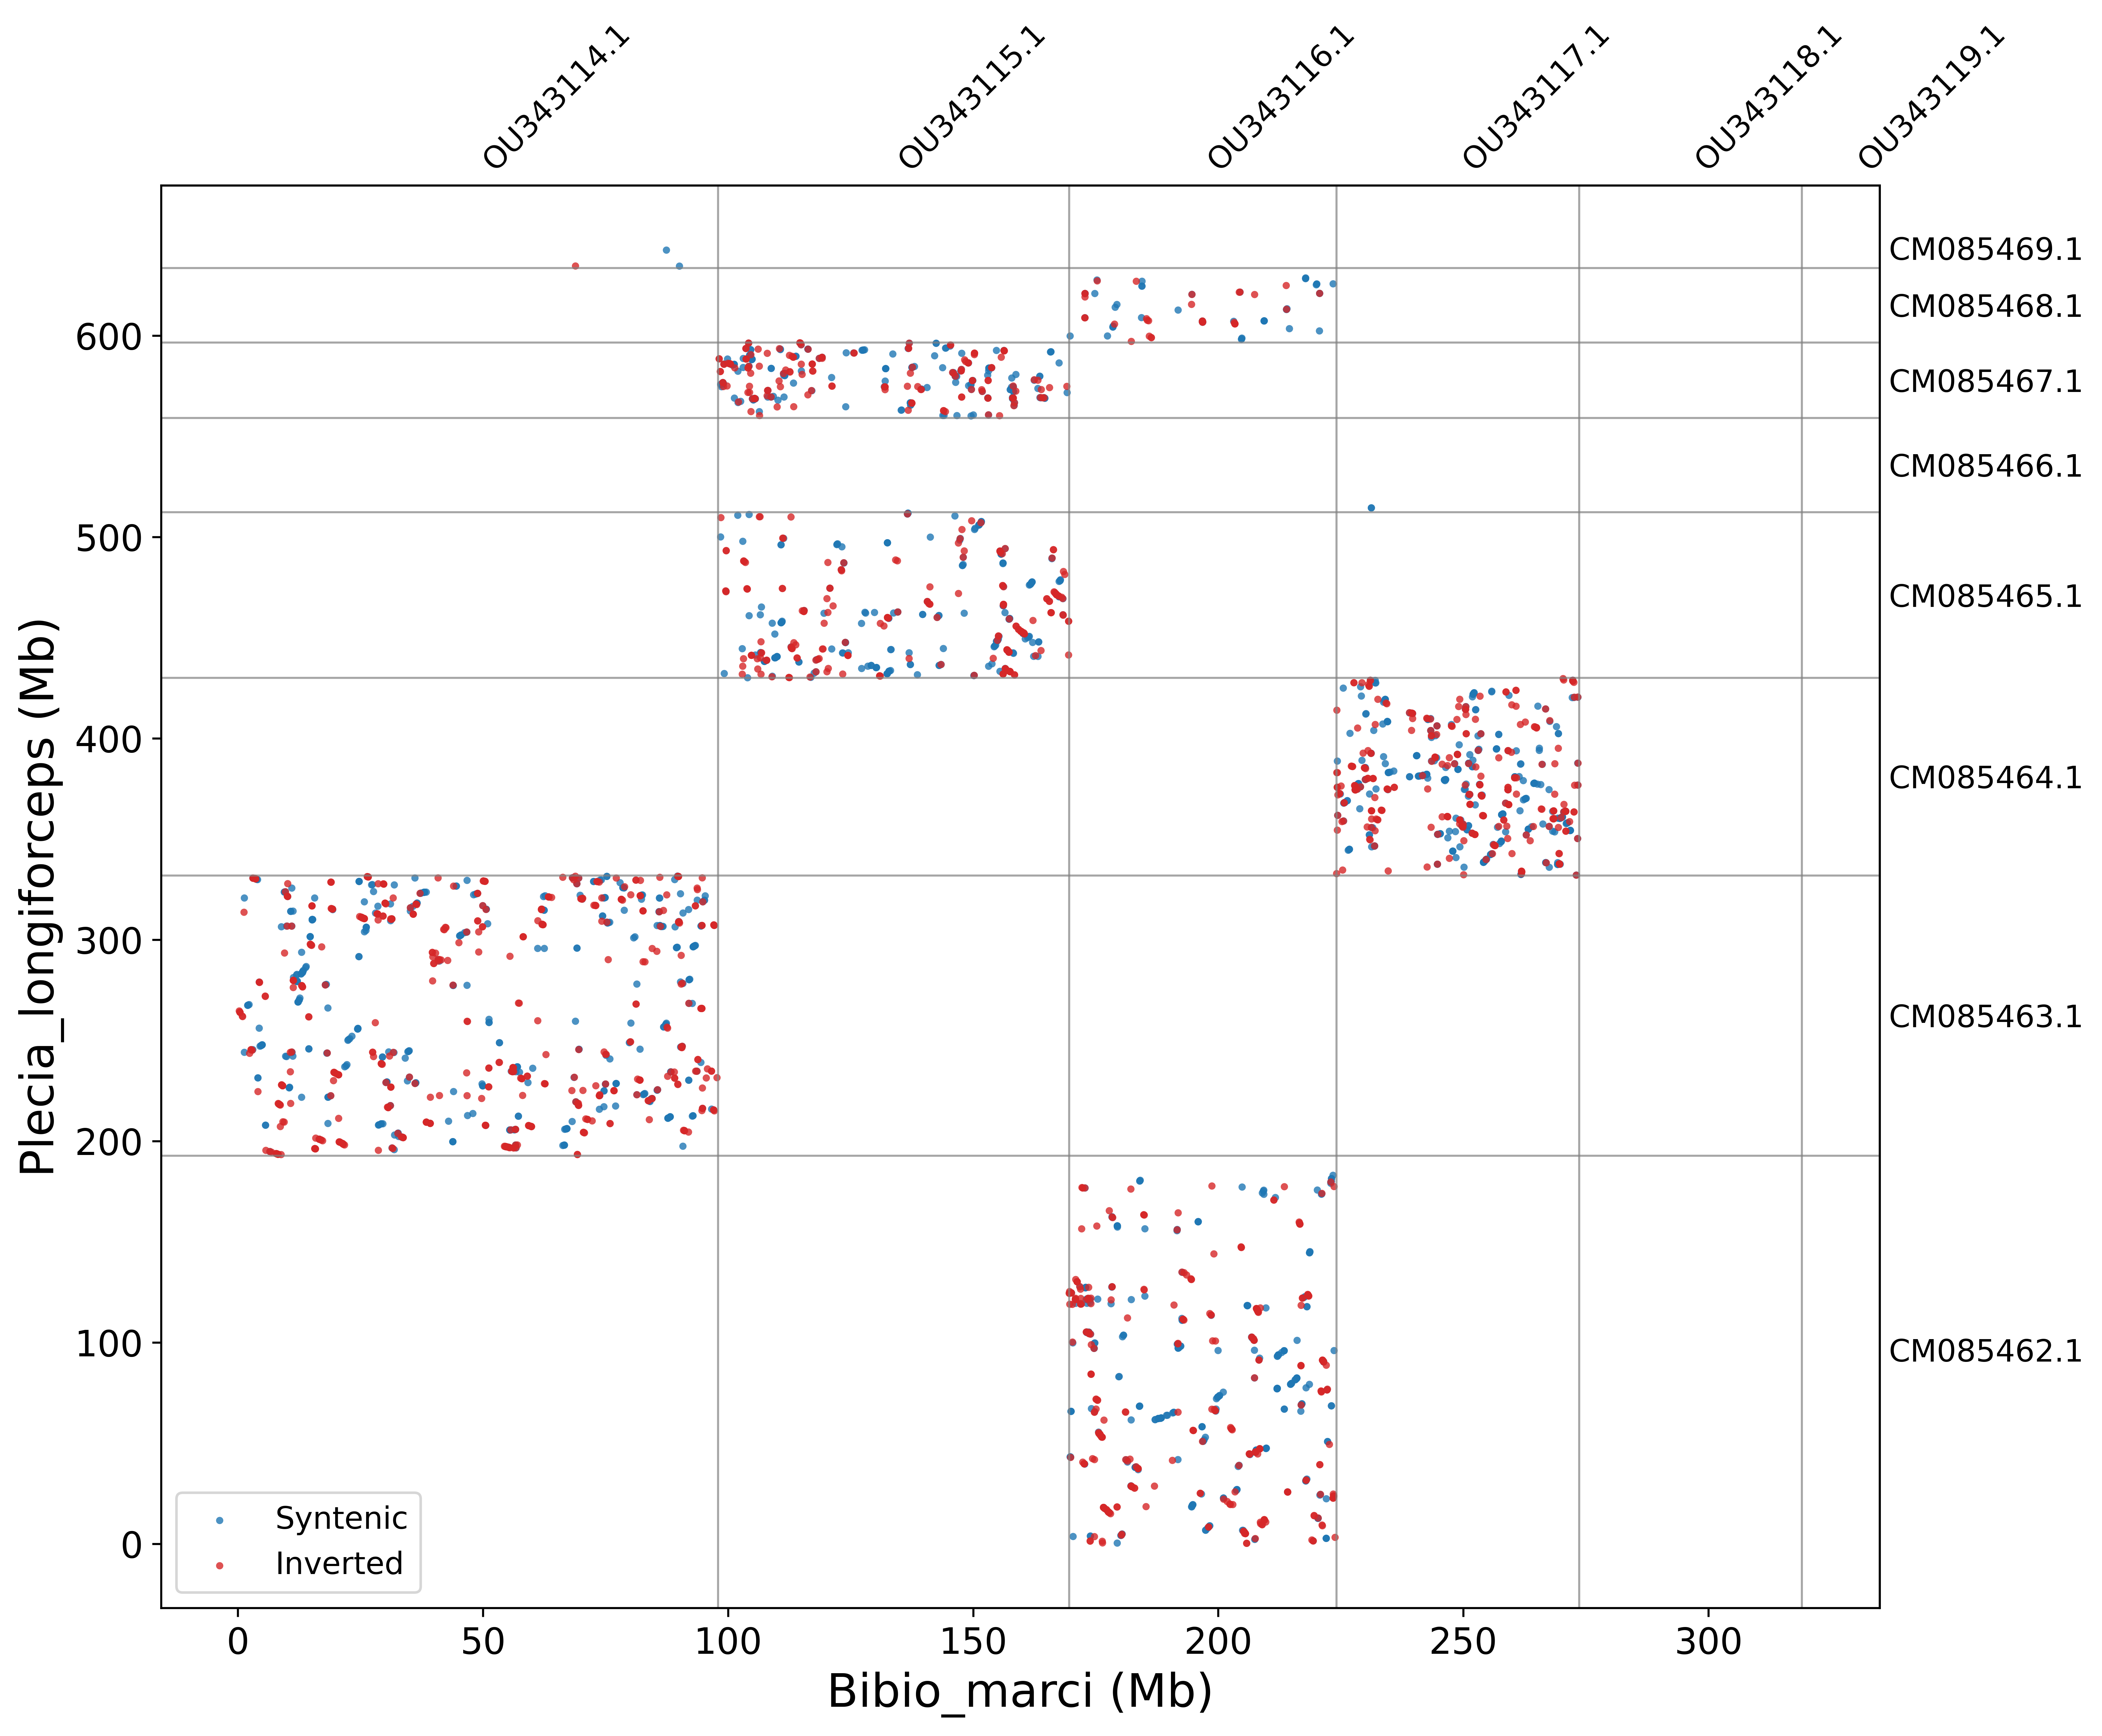 OU343114.1
OU343115.1
OU343116.1
OU343117.1
OU343118.1
OU343119.1
CM085469.1
CM085468.1
CM085467.1
CM085466.1
CM085465.1
CM085464.1
CM085463.1
CM085462.1
Plecia_longiforceps (Mb)
600
500
400
300
200
100
0
Syntenic
Inverted
0
50
100
150
200
250
300
Bibio_marci (Mb)